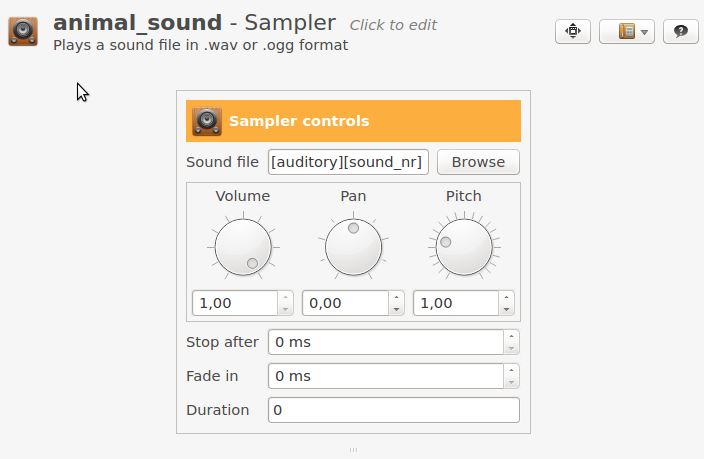 animal_sound - Sampler Click to edit
Plays a sound file in .wav or .ogg format
Sampler controls
Sound file [auditory][sound_nr] Browse
Volume Pan Pitch
1,00 0,00 1,00
Stop after 0 ms
Fade in 0 ms
Duration 0